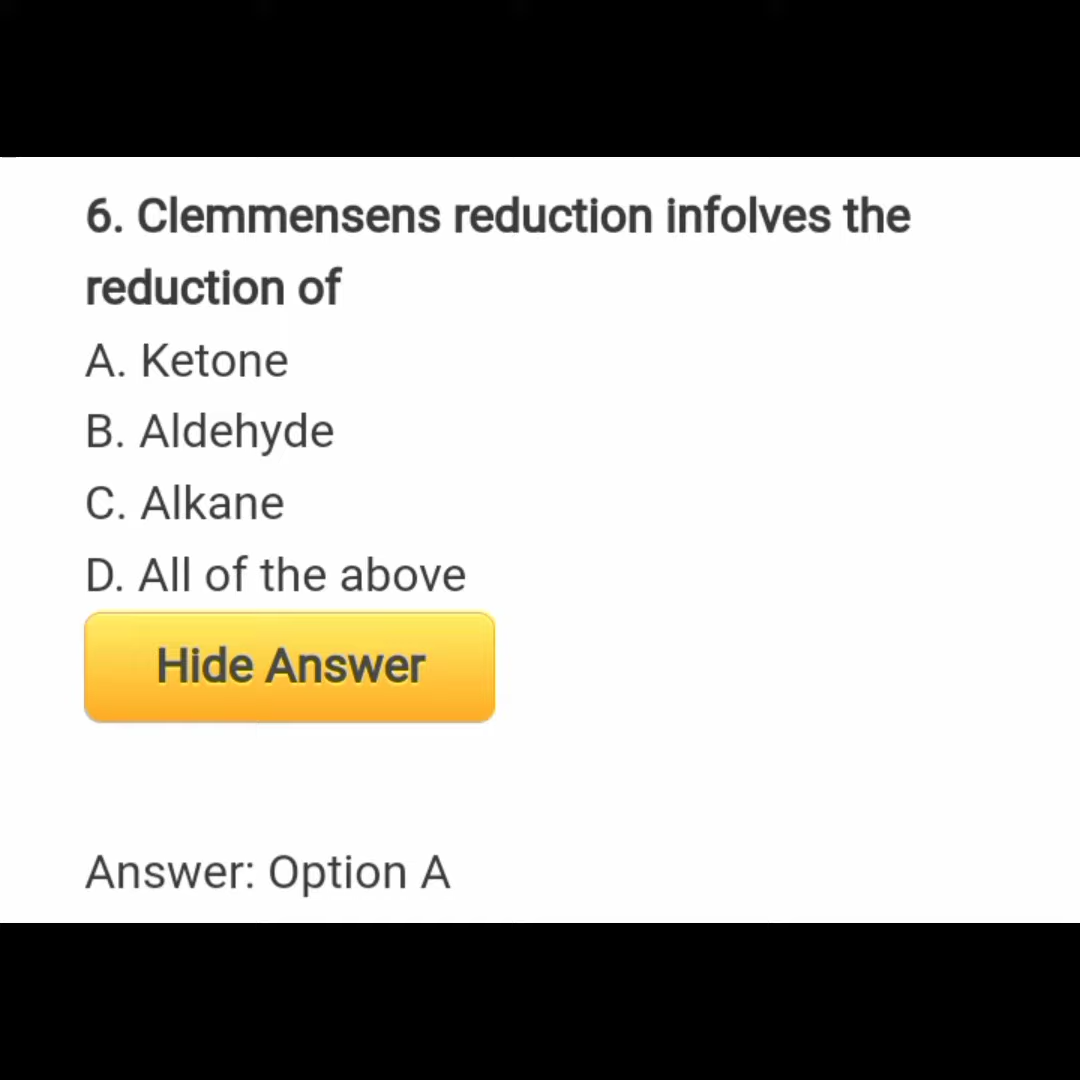 6. Clemmensens reduction infolves the
reduction of
A. Ketone
B. Aldehyde
C. Alkane
D. All of the above
Hide Answer
Answer: Option A